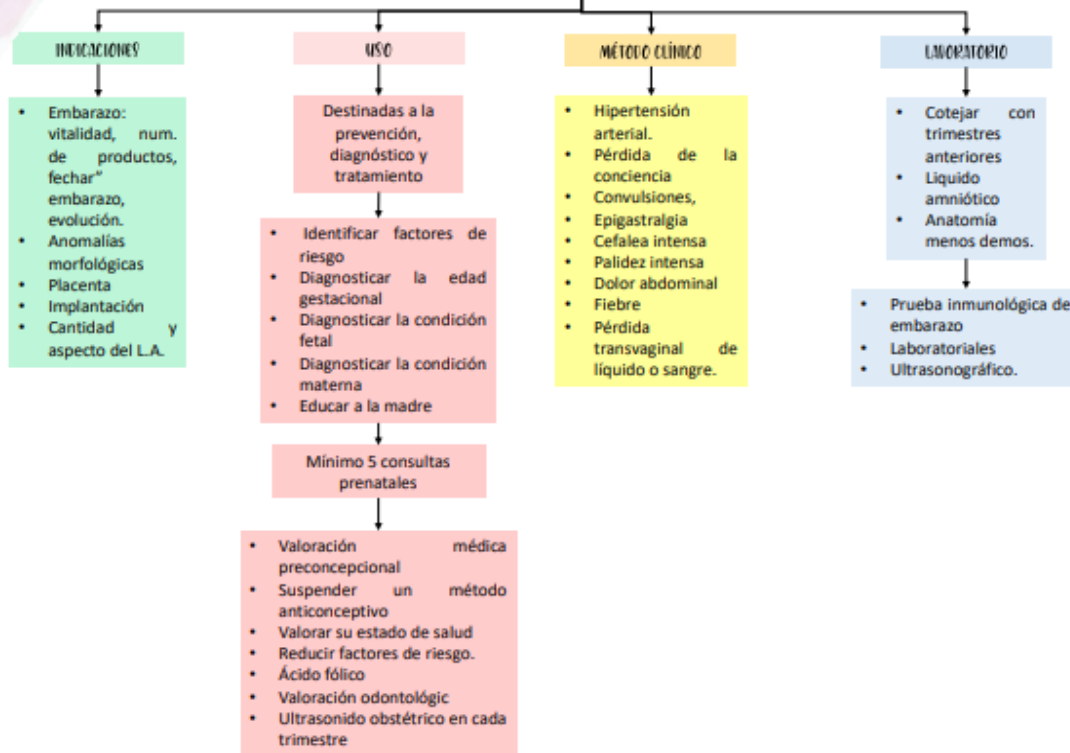 INDICACIONES
Embarazo:
vitalidad, num.
de productos,
fechar"
embarazo,
evolución.
Anomalías
morfológicas
Placenta
Implantación
Cantidad y
aspecto del L.A.
USO
Destinadas a la
prevención,
diagnóstico y
tratamiento
Identificar factores de
riesgo
Diagnosticar la edad
gestacional
Diagnosticar la condición
fetal
Diagnosticar la condición
materna
Educar a la madre
Mínimo 5 consultas
prenatales
Valoración médica
preconcepcional
Suspender un método
anticonceptivo
Valorar su estado de salud
Reducir factores de riesgo.
Ácido fólico
Valoración odontológic
Ultrasonido obstétrico en cada
trimestre
MÉTODO CLÍNICO
Hipertensión
arterial.
Pérdida de la
conciencia
Convulsiones,
Epigastralgia
Cefalea intensa
Palidez intensa
Dolor abdominal
Fiebre
Pérdida
transvaginal de
líquido o sangre.
LABORATORIO
Cotejar con
trimestres
anteriores
Liquido
amniótico
Anatomía
menos demos.
Prueba inmunológica de
embarazo
Laboratoriales
Ultrasonográfico.